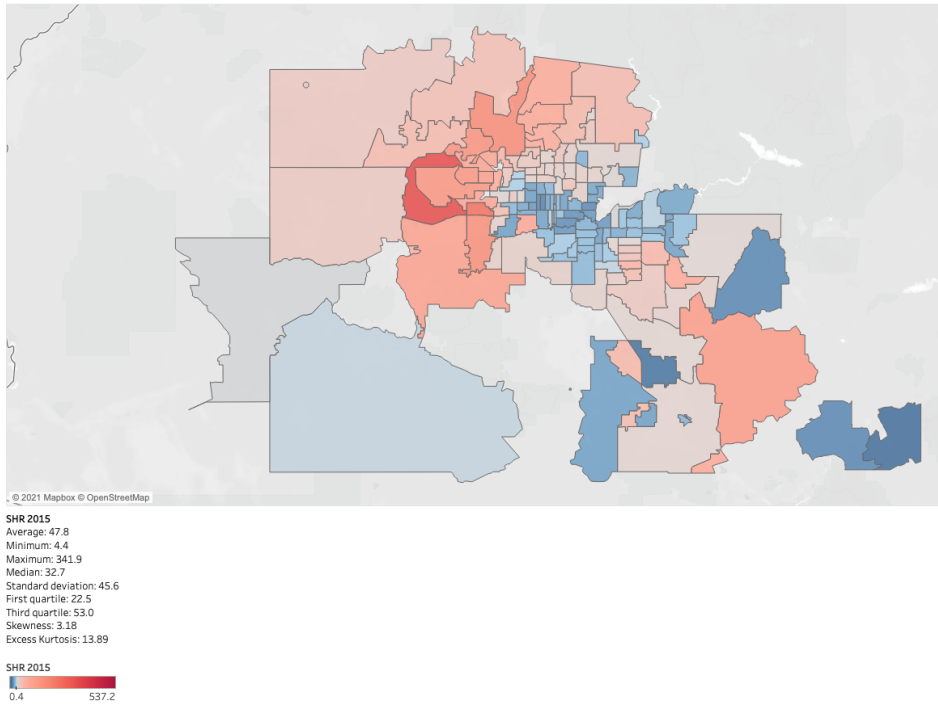 © 2021 Mapbox © OpenStreetMap
SHR 2015
Average: 47.8
Minimum: 4.4
Maximum: 341.9
Median: 32.7
Standard deviation: 45.6
First quartile: 22.5
Third quartile: 53.0
Skewness: 3.18
Excess Kurtosis: 13.89
SHR 2015
0.4 537.2